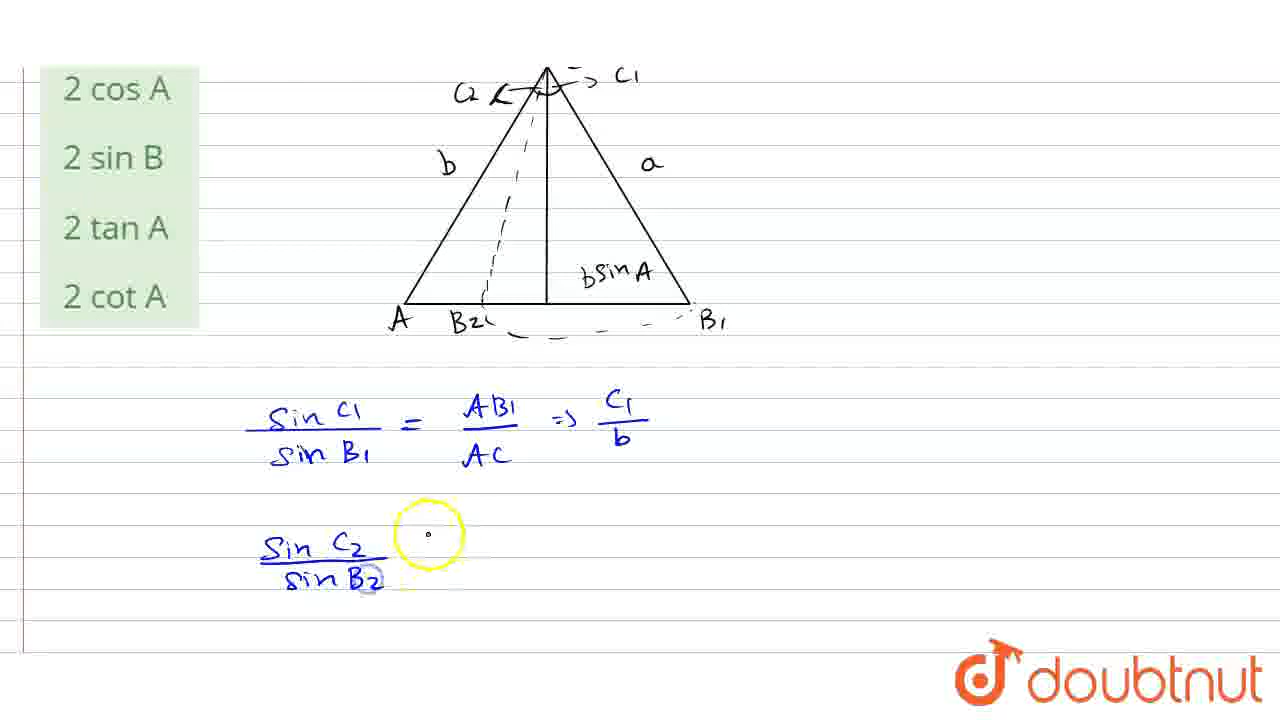 2 cos A
2 sin B
2 tan A
2 cot A
C2
C1
b
a
b sin A
A
B2
B1
sin C1 / sin B1 = AB1 / AC ⇒ C1 / b
sin C2 / sin B2
doubtnut